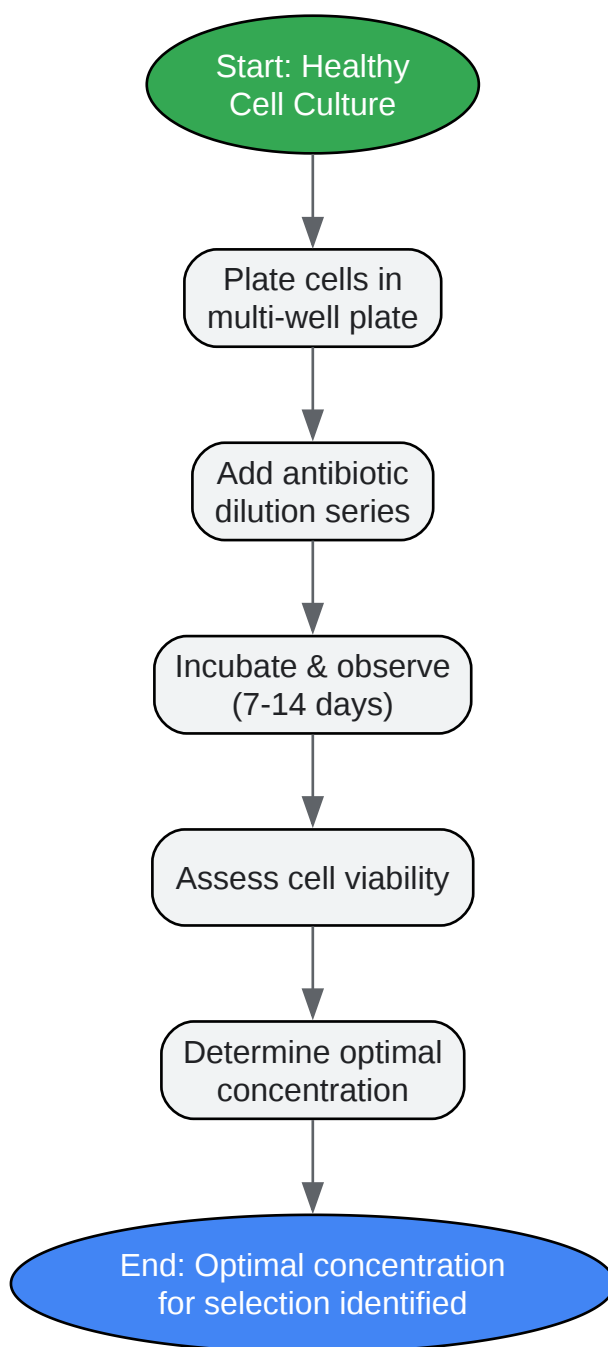 Start: Healthy
Cell Culture
Plate cells in
multi-well plate
Add antibiotic
dilution series
Incubate & observe
(7-14 days)
Assess cell viability
Determine optimal
concentration
End: Optimal concentration
for selection identified